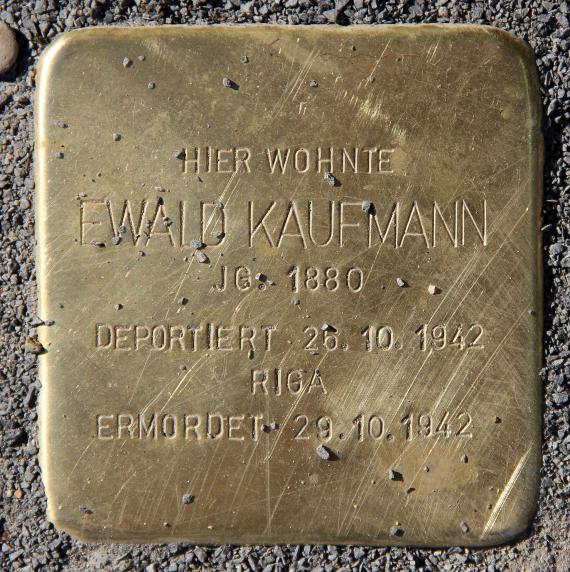 HIER WOHNTE
EWALD KAUFMANN
JG. 1880
DEPORTIERT 26.10.1942
RIGA
ERMORDET 29.10.1942